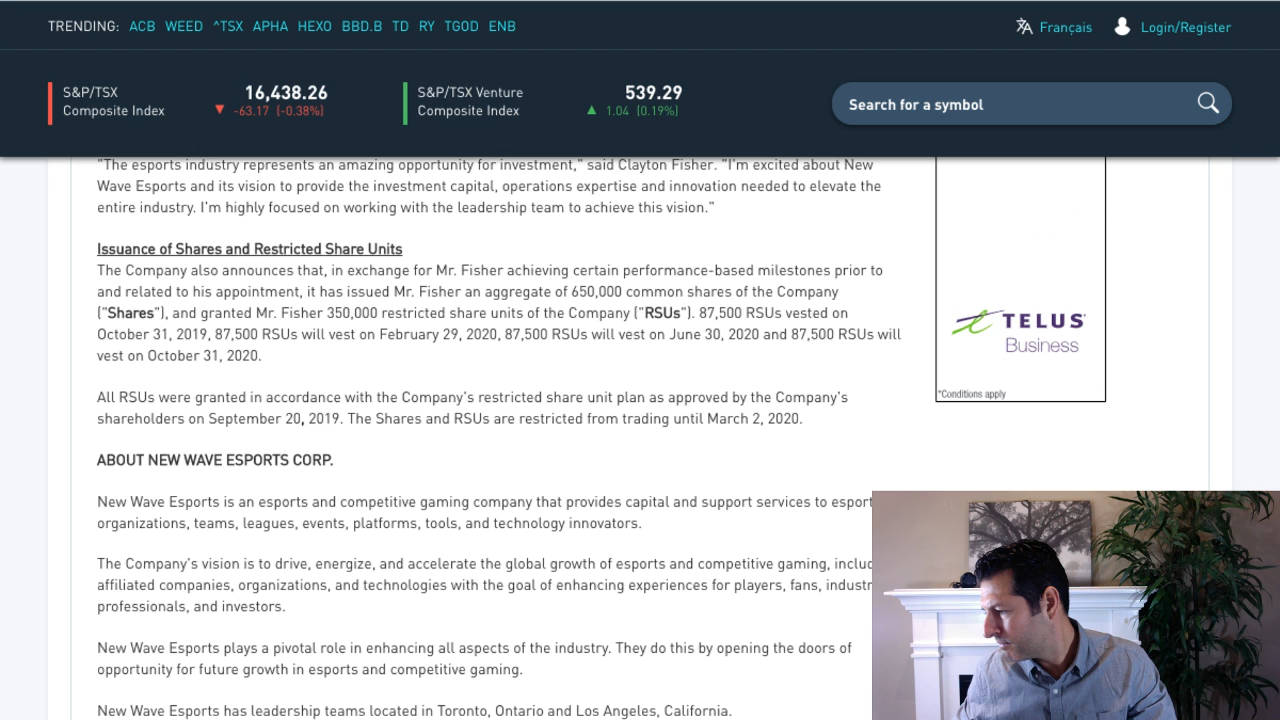 TRENDING: ACB WEED ^TSX APHA HEXO BBD.B TD RY TGOD ENB
Français Login/Register
S&P/TSX 16,438.26
Composite Index ▼ -63.17 (-0.38%)
S&P/TSX Venture 539.29
Composite Index ▲ 1.04 (0.19%)
Search for a symbol
"The esports industry represents an amazing opportunity for investment," said Clayton Fisher. "I'm excited about New
Wave Esports and its vision to provide the investment capital, operations expertise and innovation needed to elevate the
entire industry. I'm highly focused on working with the leadership team to achieve this vision."
Issuance of Shares and Restricted Share Units
The Company also announces that, in exchange for Mr. Fisher achieving certain performance-based milestones prior to
and related to his appointment, it has issued Mr. Fisher an aggregate of 650,000 common shares of the Company
("Shares"), and granted Mr. Fisher 350,000 restricted share units of the Company ("RSUs"). 87,500 RSUs vested on
October 31, 2019, 87,500 RSUs will vest on February 29, 2020, 87,500 RSUs will vest on June 30, 2020 and 87,500 RSUs will
vest on October 31, 2020.
All RSUs were granted in accordance with the Company's restricted share unit plan as approved by the Company's
shareholders on September 20, 2019. The Shares and RSUs are restricted from trading until March 2, 2020.
ABOUT NEW WAVE ESPORTS CORP.
New Wave Esports is an esports and competitive gaming company that provides capital and support services to esport
organizations, teams, leagues, events, platforms, tools, and technology innovators.
The Company's vision is to drive, energize, and accelerate the global growth of esports and competitive gaming, includ
affiliated companies, organizations, and technologies with the goal of enhancing experiences for players, fans, industr
professionals, and investors.
New Wave Esports plays a pivotal role in enhancing all aspects of the industry. They do this by opening the doors of
opportunity for future growth in esports and competitive gaming.
New Wave Esports has leadership teams located in Toronto, Ontario and Los Angeles, California.
TELUS
Business
*Conditions apply